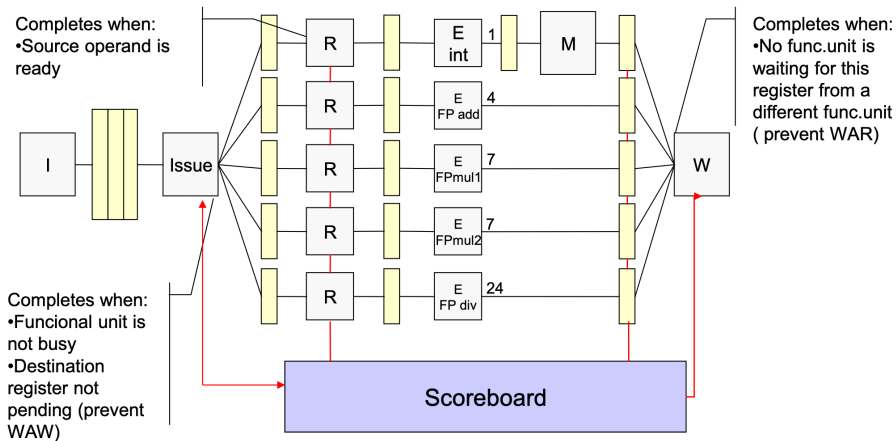 Completes when:
•Source operand is
ready
R
E
int
1
M
Completes when:
•No func.unit is
waiting for this
register from a
different func.unit
( prevent WAR)
R
E
FP add
4
I
Issue
R
E
FPmul1
7
W
R
E
FPmul2
7
R
E
FP div
24
Completes when:
•Funcional unit is
not busy
•Destination
register not
pending (prevent
WAW)
Scoreboard